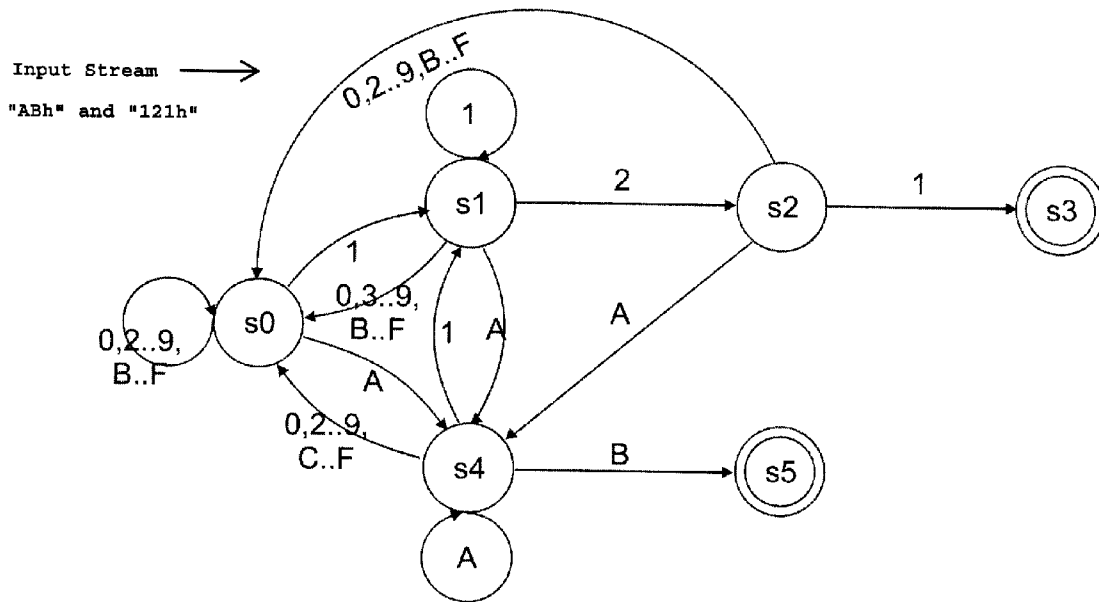 Input Stream
"ABh" and "121h"
0,2..9,B..F
1
s1
2
s2
1
s3
1
0,3..9,
B..F
s0
0,2..9,
B..F
1
A
A
A
0,2..9,
C..F
s4
B
s5
A